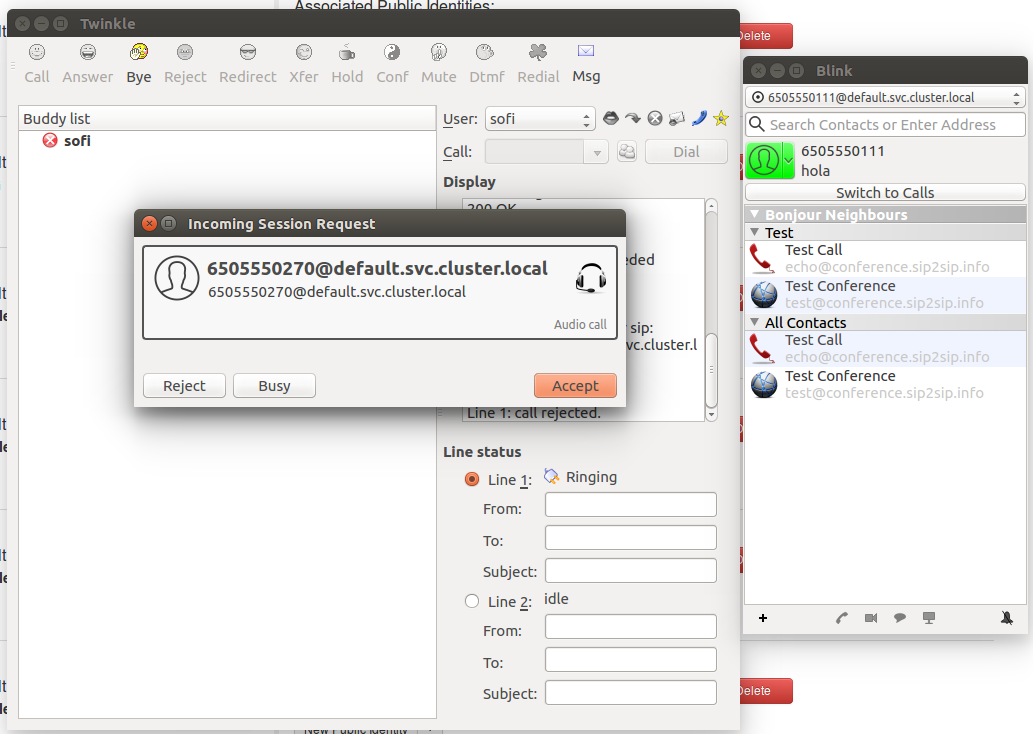 Associated Public Identities:
Twinkle
Call Answer Bye Reject Redirect Xfer Hold Conf Mute Dtmf Redial Msg
Buddy list
sofi
User: sofi
Call: Dial
Display
200 OK
eded
r sip:
vc.cluster.l
Line 1: call rejected.
Line status
Line 1: Ringing
From:
To:
Subject:
Line 2: idle
From:
To:
Subject:
Incoming Session Request
6505550270@default.svc.cluster.local
6505550270@default.svc.cluster.local
Audio call
Reject Busy Accept
Delete
Blink
6505550111@default.svc.cluster.local
Search Contacts or Enter Address
6505550111
hola
Switch to Calls
Bonjour Neighbours
Test
Test Call
echo@conference.sip2sip.info
Test Conference
test@conference.sip2sip.info
All Contacts
Test Call
echo@conference.sip2sip.info
Test Conference
test@conference.sip2sip.info
Delete
New Public Identity